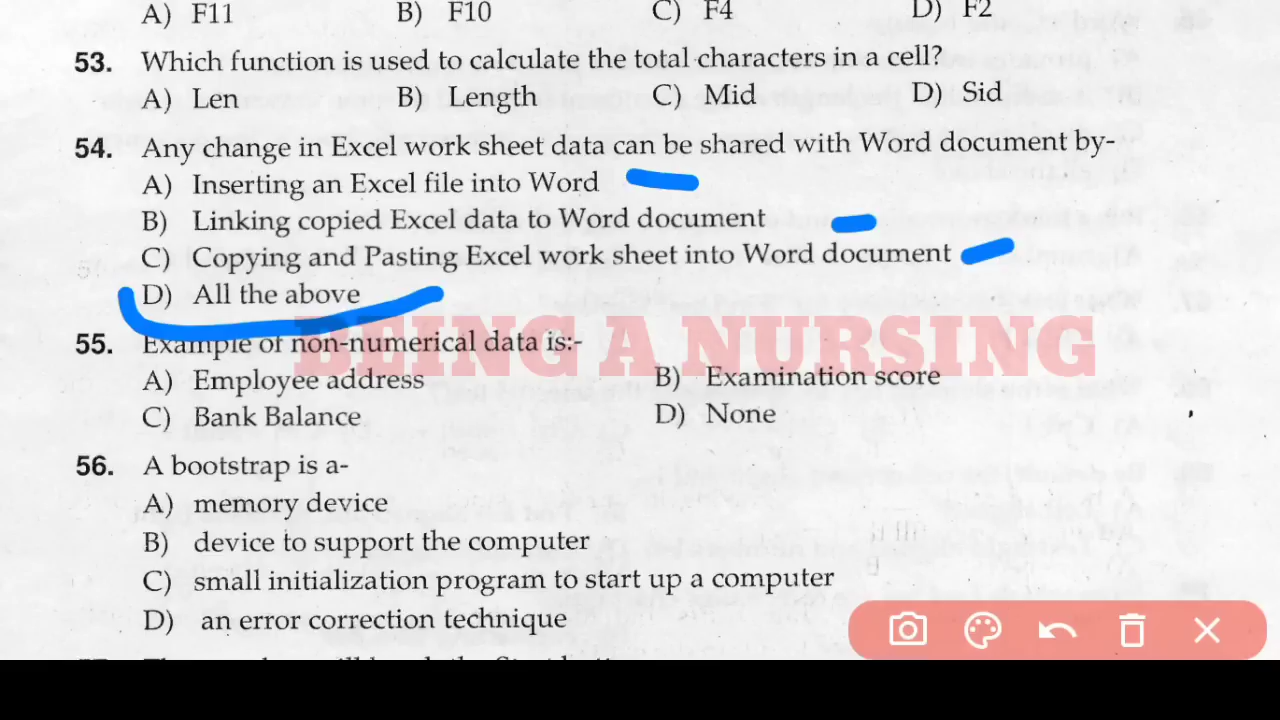 A) F11 B) F10 C) F4 D) F2
53. Which function is used to calculate the total characters in a cell?
A) Len B) Length C) Mid D) Sid
54. Any change in Excel work sheet data can be shared with Word document by-
A) Inserting an Excel file into Word
B) Linking copied Excel data to Word document
C) Copying and Pasting Excel work sheet into Word document
D) All the above
BEING A NURSING
55. Example of non-numerical data is:-
A) Employee address B) Examination score
C) Bank Balance D) None
56. A bootstrap is a-
A) memory device
B) device to support the computer
C) small initialization program to start up a computer
D) an error correction technique